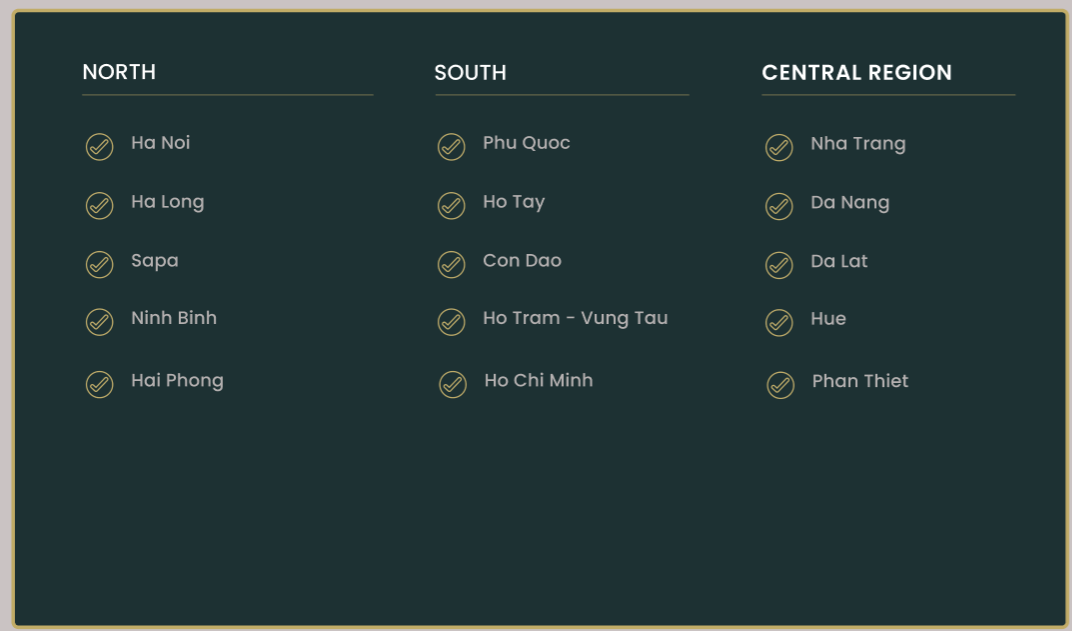 NORTH
Ha Noi
Ha Long
Sapa
Ninh Binh
Hai Phong
SOUTH
Phu Quoc
Ho Tay
Con Dao
Ho Tram - Vung Tau
Ho Chi Minh
CENTRAL REGION
Nha Trang
Da Nang
Da Lat
Hue
Phan Thiet